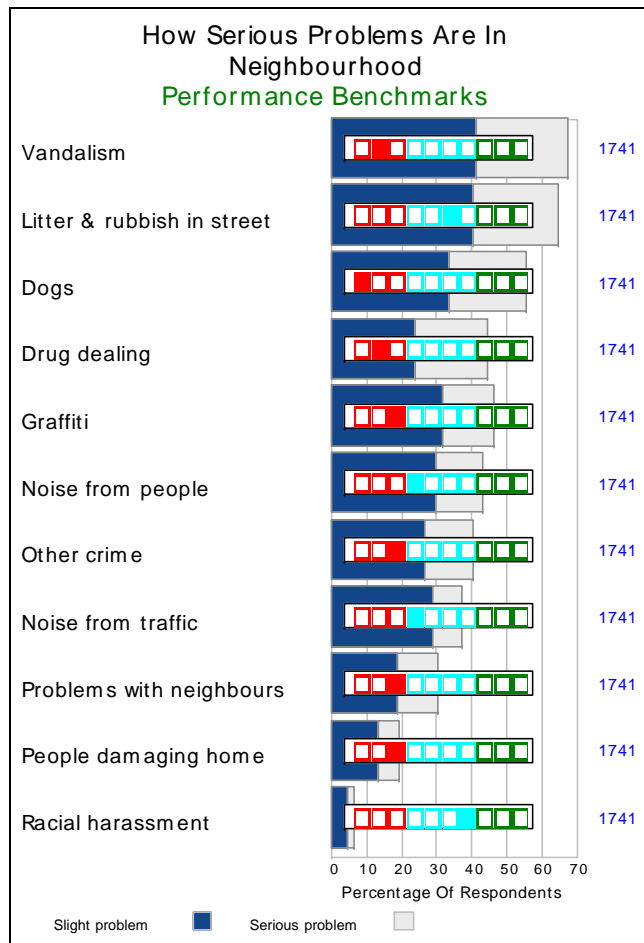 How Serious Problems Are In
Neighbourhood
Performance Benchmarks
Vandalism 1741
Litter & rubbish in street 1741
Dogs 1741
Drug dealing 1741
Graffiti 1741
Noise from people 1741
Other crime 1741
Noise from traffic 1741
Problems with neighbours 1741
People damaging home 1741
Racial harassment 1741
0 10 20 30 40 50 60 70
Percentage Of Respondents
Slight problem Serious problem